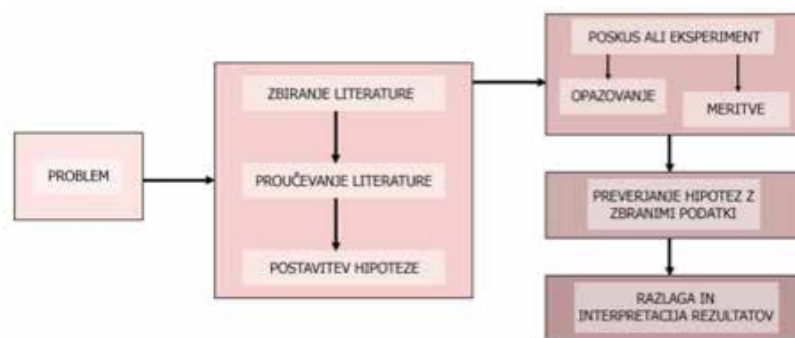 PROBLEM
ZBIRANJE LITERATURE
PROUČEVANJE LITERATURE
POSTAVITEV HIPOTEZE
POSKUS ALI EKSPERIMENT
OPAZOVANJE
MERITVE
PREVERJANJE HIPOTEZ Z
ZBRANIMI PODATKI
RAZLAGA IN
INTERPRETACIJA REZULTATOV